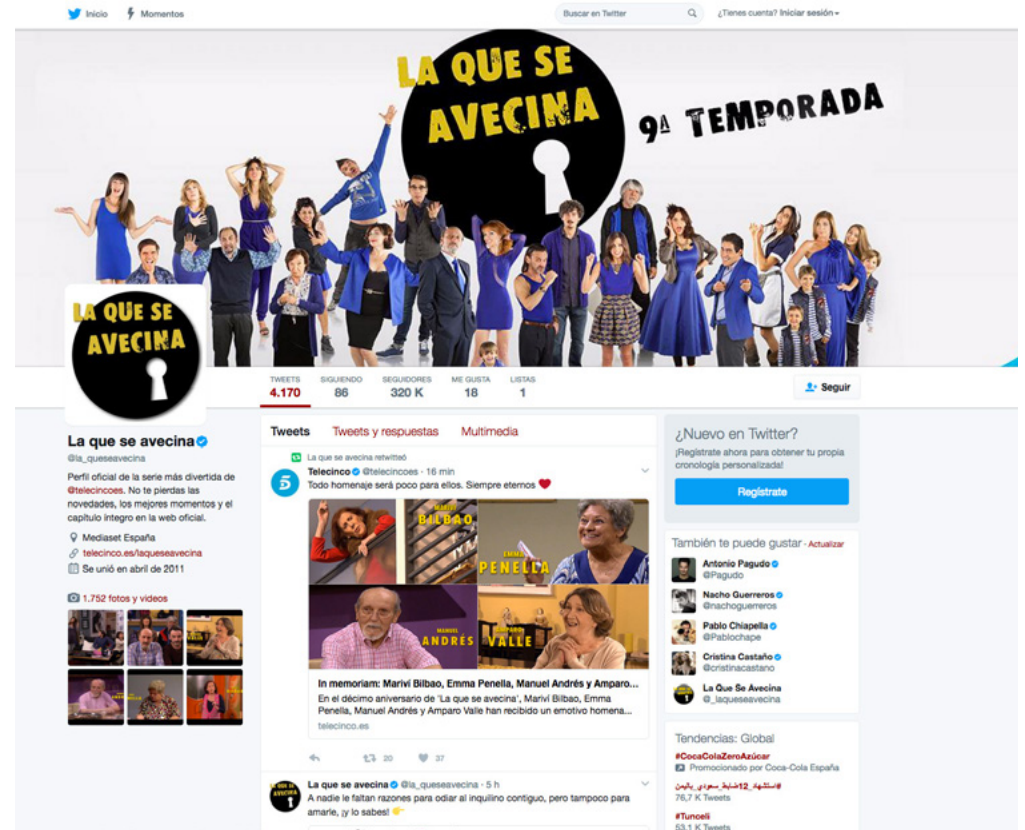 Inicio
Momentos
Buscar en Twitter
¿Tienes cuenta? Iniciar sesión
LA QUE SE
AVECINA
9ª TEMPORADA
LA QUE SE
AVECINA
TWEETS
4.170
SIGUIENDO
86
SEGUIDORES
320 K
ME GUSTA
18
LISTAS
1
Seguir
La que se avecina
@la_queseavecina
Perfil oficial de la serie más divertida de
@telecincoes. No te pierdas las
novedades, los mejores momentos y el
capítulo íntegro en la web oficial.
Mediaset España
telecinco.es/laqueseavecina
Se unió en abril de 2011
1.752 fotos y videos
Tweets
Tweets y respuestas
Multimedia
La que se avecina retwitteó
Telecinco @telecincoes · 16 min
Todo homenaje será poco para ellos. Siempre eternos ❤
MARIVÍ
BILBAO
EMMA
PENELLA
MANUEL
ANDRÉS
AMPARO
VALLE
In memoriam: Mariví Bilbao, Emma Penella, Manuel Andrés y Amparo...
En el décimo aniversario de 'La que se avecina', Mariví Bilbao, Emma
Penella, Manuel Andrés y Amparo Valle han recibido un emotivo homena...
telecinco.es
20
37
LA QUE SE
AVECINA
La que se avecina @la_queseavecina · 5 h
A nadie le faltan razones para odiar al inquilino contiguo, pero tampoco para
amarle, ¡y lo sabes! 👉
¿Nuevo en Twitter?
¡Regístrate ahora para obtener tu propia
cronología personalizada!
Regístrate
También te puede gustar · Actualizar
Antonio Pagudo
@Pagudo
Nacho Guerreros
@nachoguerreros
Pablo Chiapella
@Pablochape
Cristina Castaño
@cristinacastano
La Que Se Avecina
@_laqueseavecina
Tendencias: Global
#CocaColaZeroAzúcar
Promocionado por Coca-Cola España
#استشهاد_12ضابط_سعودي_باليمن
76,7 K Tweets
#Tunceli
53,1 K Tweets